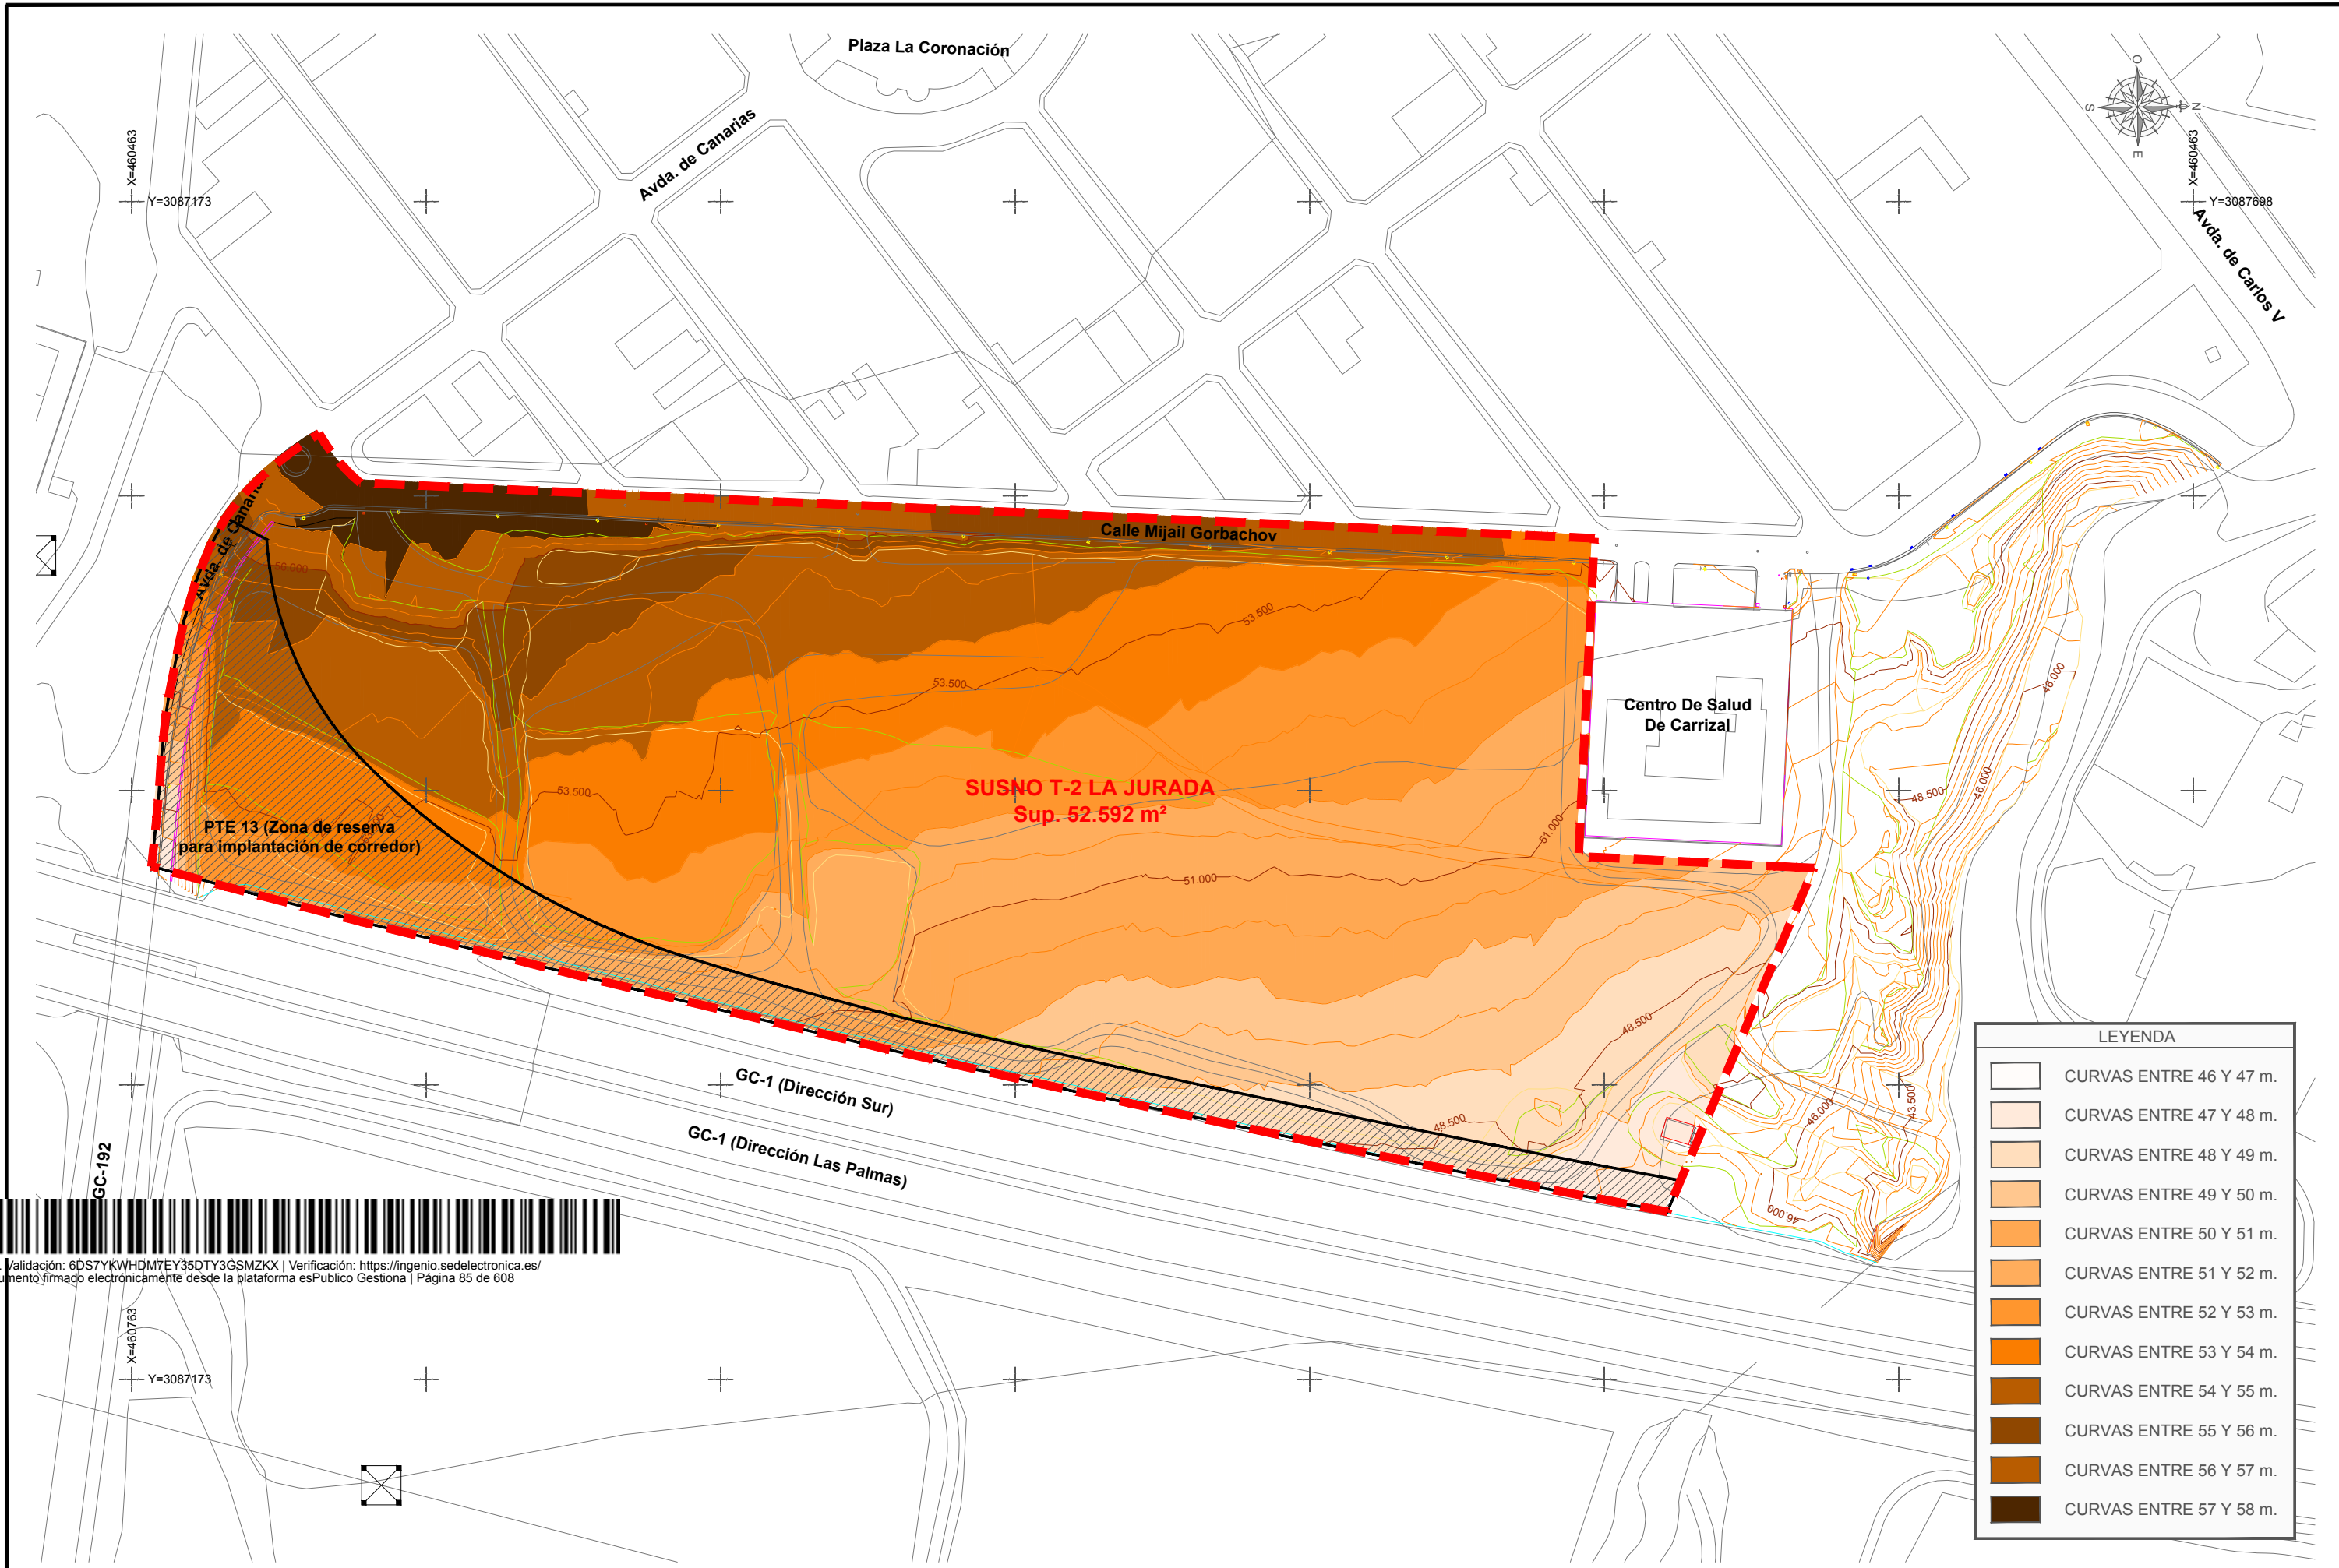 Plaza La Coronación
Avda. de Canarias
O
S
N
E
X=460463
Y=3087173
X=460463
Y=3087698
Avda. de Carlos V
Calle Mijail Gorbachov
56.000
53.500
53.500
53.500
Centro De Salud
De Carrizal
SUSNO T-2 LA JURADA
Sup. 52.592 m²
PTE 13 (Zona de reserva
para implantación de corredor)
51.000
51.000
48.500
48.500
48.500
46.000
46.000
46.000
46.000
43.500
GC-1 (Dirección Sur)
GC-1 (Dirección Las Palmas)
GC-192
Validación: 6DS7YKWHDM7EY35DTY3GSMZKX | Verificación: https://ingenio.sedelectronica.es/
firmado electrónicamente desde la plataforma esPublico Gestiona | Página 85 de 608
X=460763
Y=3087173
LEYENDA
CURVAS ENTRE 46 Y 47 m.
CURVAS ENTRE 47 Y 48 m.
CURVAS ENTRE 48 Y 49 m.
CURVAS ENTRE 49 Y 50 m.
CURVAS ENTRE 50 Y 51 m.
CURVAS ENTRE 51 Y 52 m.
CURVAS ENTRE 52 Y 53 m.
CURVAS ENTRE 53 Y 54 m.
CURVAS ENTRE 54 Y 55 m.
CURVAS ENTRE 55 Y 56 m.
CURVAS ENTRE 56 Y 57 m.
CURVAS ENTRE 57 Y 58 m.